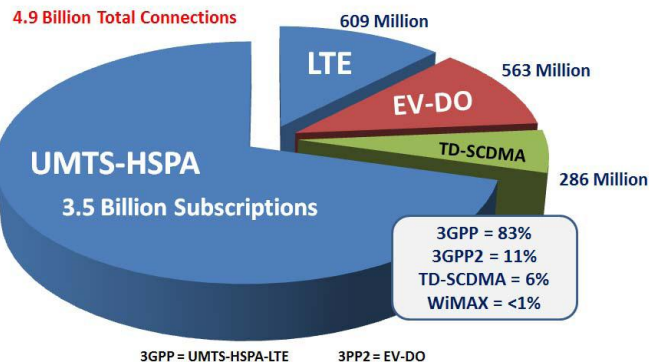 4.9 Billion Total Connections
609 Million
LTE
563 Million
EV-DO
TD-SCDMA
286 Million
UMTS-HSPA
3.5 Billion Subscriptions
3GPP = 83%
3GPP2 = 11%
TD-SCDMA = 6%
WiMAX = <1%
3GPP = UMTS-HSPA-LTE 3PP2 = EV-DO